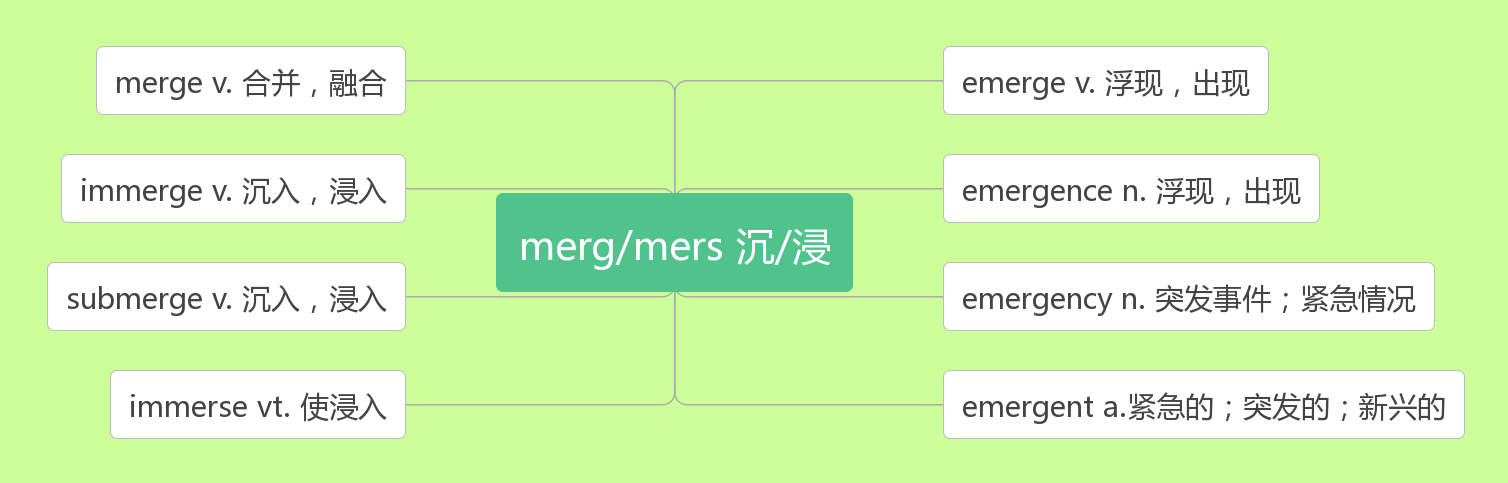 merge v. 合并，融合
immerge v. 沉入，浸入
submerge v. 沉入，浸入
immerse vt. 使浸入
merg/mers 沉/浸
emerge v. 浮现，出现
emergence n. 浮现，出现
emergency n. 突发事件；紧急情况
emergent a.紧急的；突发的；新兴的